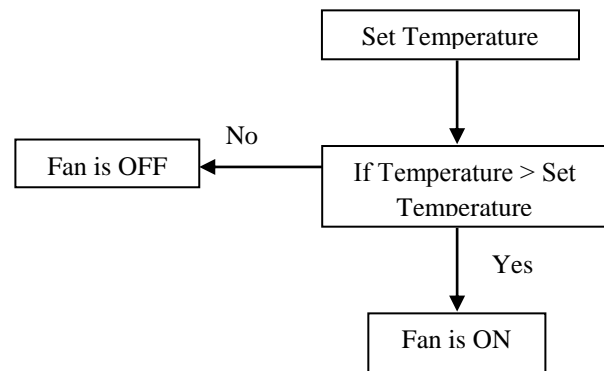 Set Temperature
No
Fan is OFF
If Temperature > Set
Temperature
Yes
Fan is ON